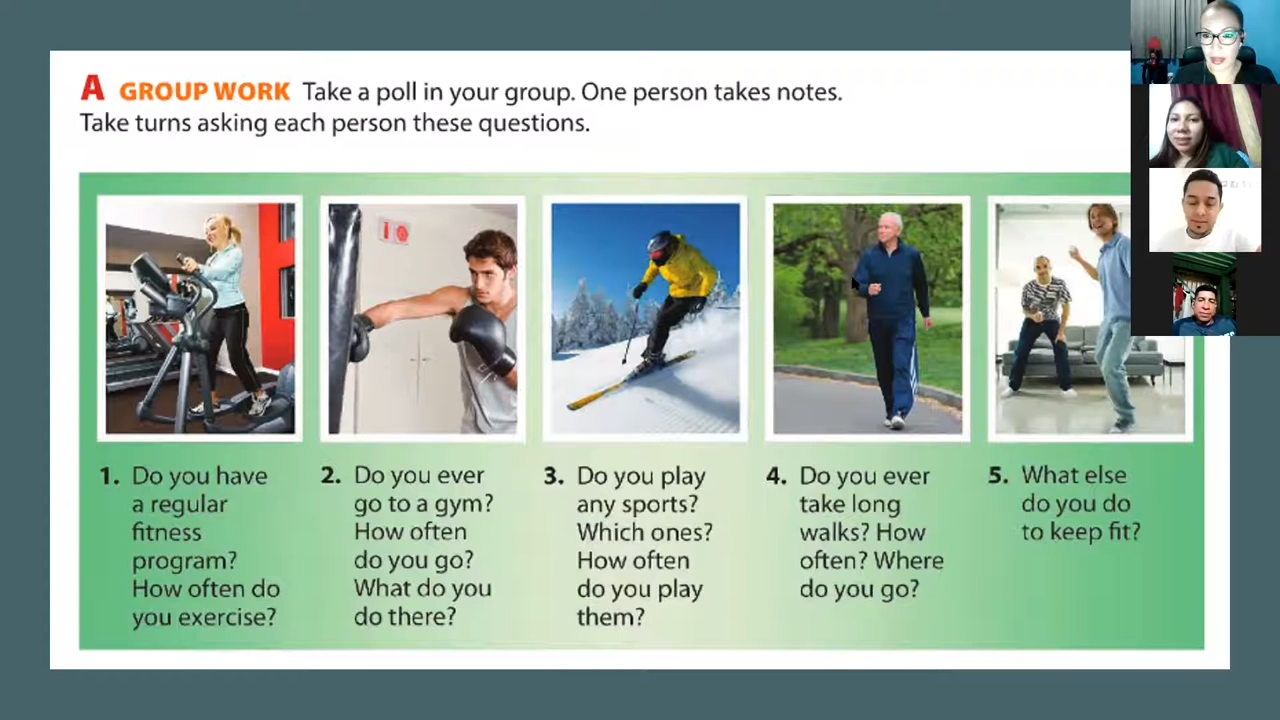 A GROUP WORK Take a poll in your group. One person takes notes.
Take turns asking each person these questions.
1. Do you have
a regular
fitness
program?
How often do
you exercise?
2. Do you ever
go to a gym?
How often
do you go?
What do you
do there?
3. Do you play
any sports?
Which ones?
How often
do you play
them?
4. Do you ever
take long
walks? How
often? Where
do you go?
5. What else
do you do
to keep fit?